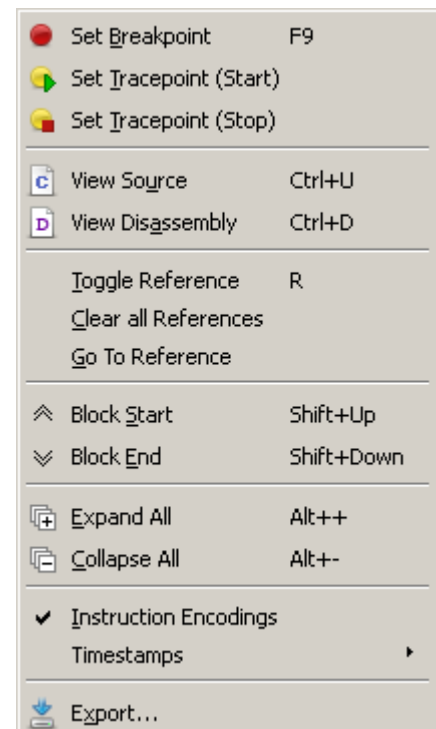 Set Breakpoint F9
Set Tracepoint (Start)
Set Tracepoint (Stop)
C View Source Ctrl+U
D View Disassembly Ctrl+D
Toggle Reference R
Clear all References
Go To Reference
Block Start Shift+Up
Block End Shift+Down
Expand All Alt++
Collapse All Alt+-
Instruction Encodings
Timestamps
Export...